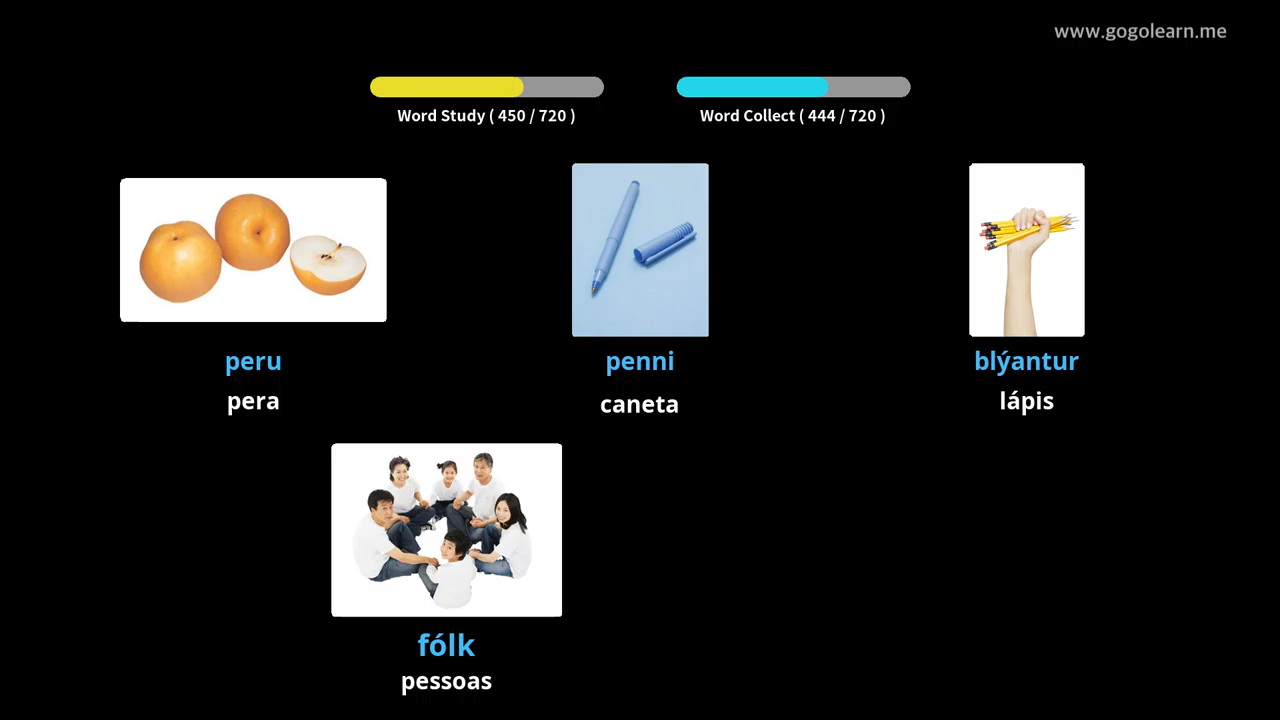 www.gogolearn.me
Word Study ( 450 / 720 )
Word Collect ( 444 / 720 )
peru
pera
penni
caneta
blýantur
lápis
fólk
pessoas